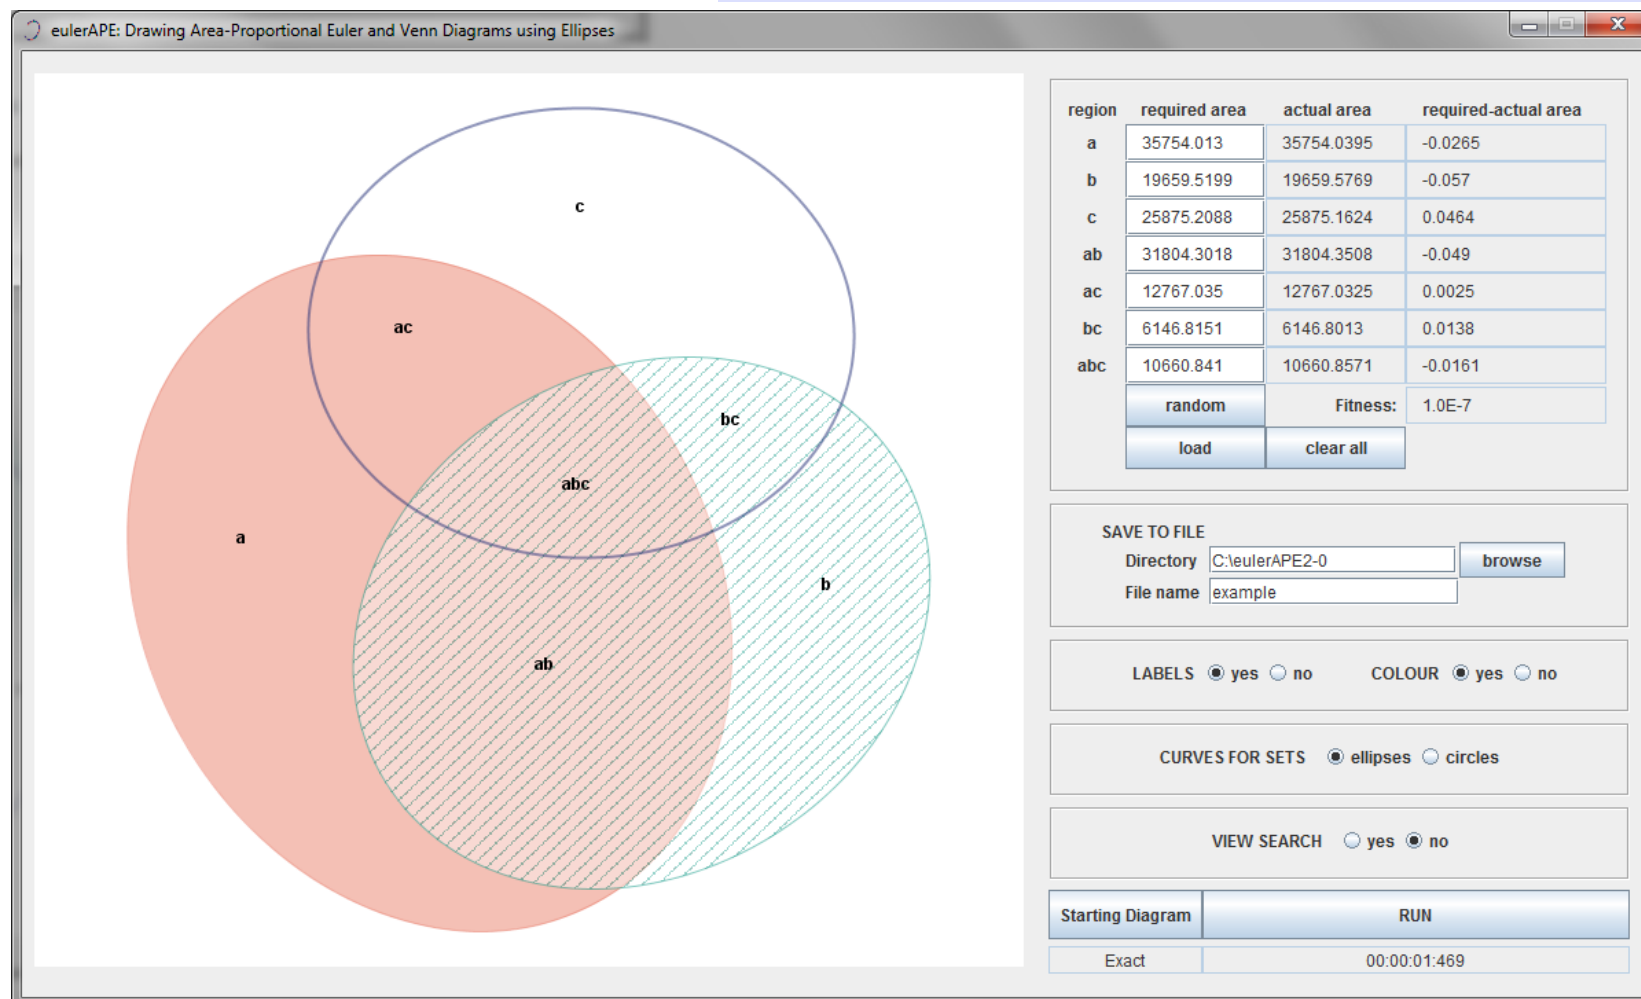 eulerAPE: Drawing Area-Proportional Euler and Venn Diagrams using Ellipses
c
ac
bc
abc
a
b
ab
region required area actual area required-actual area
a 35754.013 35754.0395 -0.0265
b 19659.5199 19659.5769 -0.057
c 25875.2088 25875.1624 0.0464
ab 31804.3018 31804.3508 -0.049
ac 12767.035 12767.0325 0.0025
bc 6146.8151 6146.8013 0.0138
abc 10660.841 10660.8571 -0.0161
random Fitness: 1.0E-7
load clear all
SAVE TO FILE
Directory C:\eulerAPE2-0 browse
File name example
LABELS yes no COLOUR yes no
CURVES FOR SETS ellipses circles
VIEW SEARCH yes no
Starting Diagram RUN
Exact 00:00:01:469